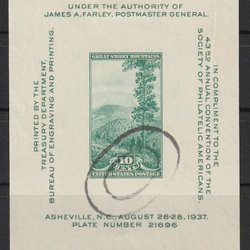 UNDER THE AUTHORITY OF
JAMES A. FARLEY, POSTMASTER GENERAL.
PRINTED BY THE
TREASURY DEPARTMENT,
BUREAU OF ENGRAVING AND PRINTING.
GREAT SMOKY MOUNTAINS
10
CENTS
UNITED STATES POSTAGE
IN COMPLIMENT TO THE
43RD ANNUAL CONVENTION OF THE
SOCIETY OF PHILATELIC AMERICANS.
ASHEVILLE, N.C., AUGUST 26-28, 1937.
PLATE NUMBER 21696